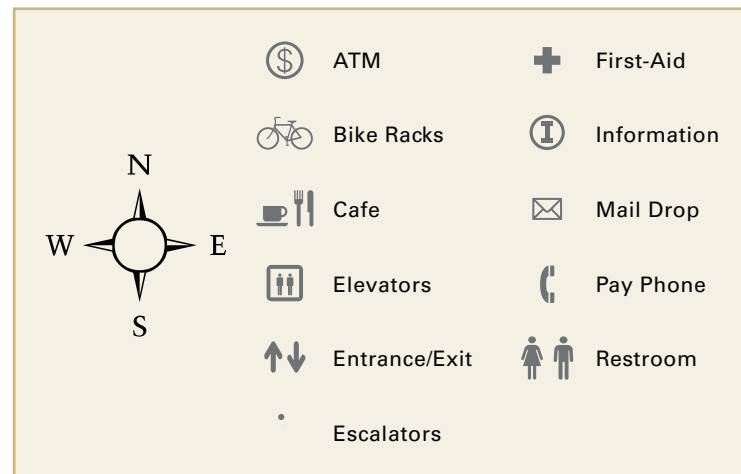 N
W E
S
$ ATM
Bike Racks
Cafe
Elevators
Entrance/Exit
Escalators
First-Aid
I Information
Mail Drop
Pay Phone
Restroom